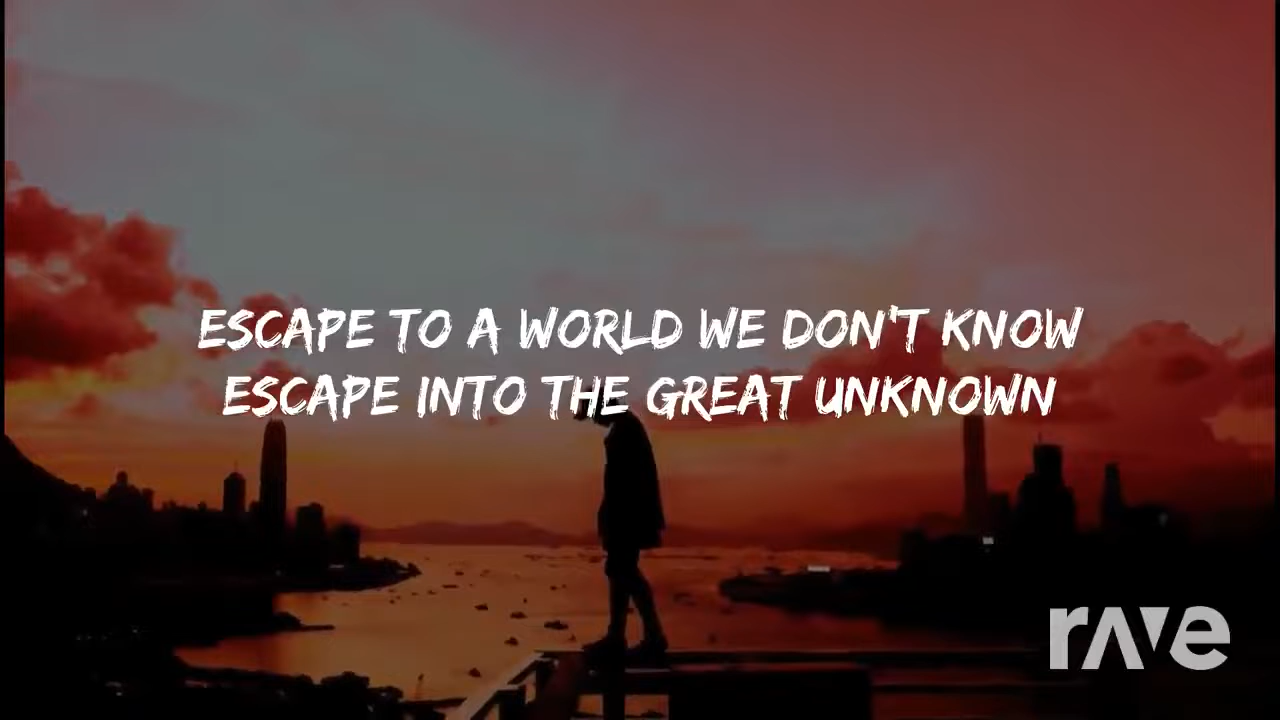 ESCAPE TO A WORLD WE DON'T KNOW
ESCAPE INTO THE GREAT UNKNOWN
rave